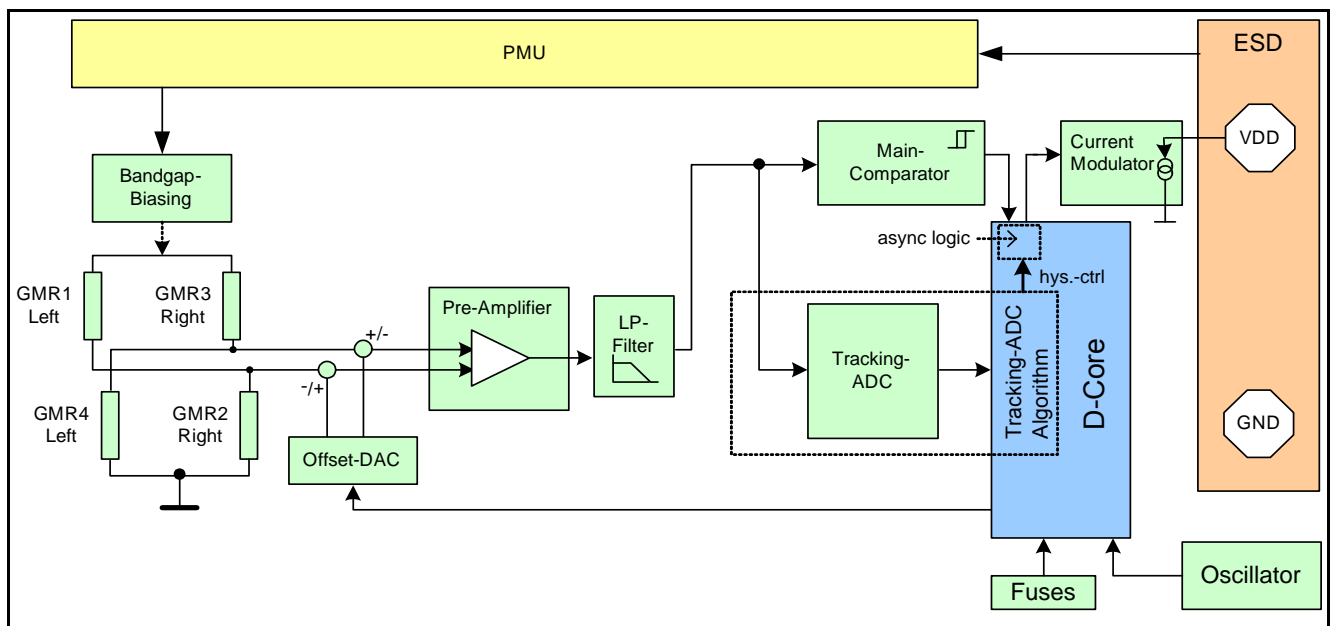 PMU
ESD
VDD
GND
Bandgap-
Biasing
GMR1
Left
GMR3
Right
GMR4
Left
GMR2
Right
+/-
-/+
Offset-DAC
Pre-Amplifier
LP-
Filter
Main-
Comparator
Current
Modulator
async logic
hys.-ctrl
Tracking-
ADC
Tracking-ADC
Algorithm
D-Core
Fuses
Oscillator